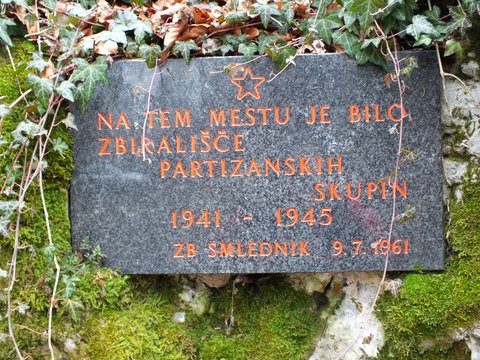 NA TEM MESTU JE BILO
ZBIRALIŠČE
PARTIZANSKIH
SKUPIN
1941 - 1945
ZB SMLEDNIK 9.7.1961